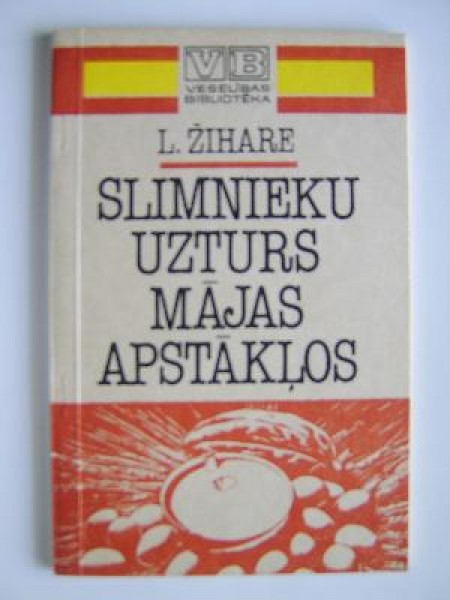 VB
VESELĪBAS
BIBLIOTĒKA
L. ŽIHARE
SLIMNIEKU
UZTURS
MĀJAS
APSTĀKĻOS